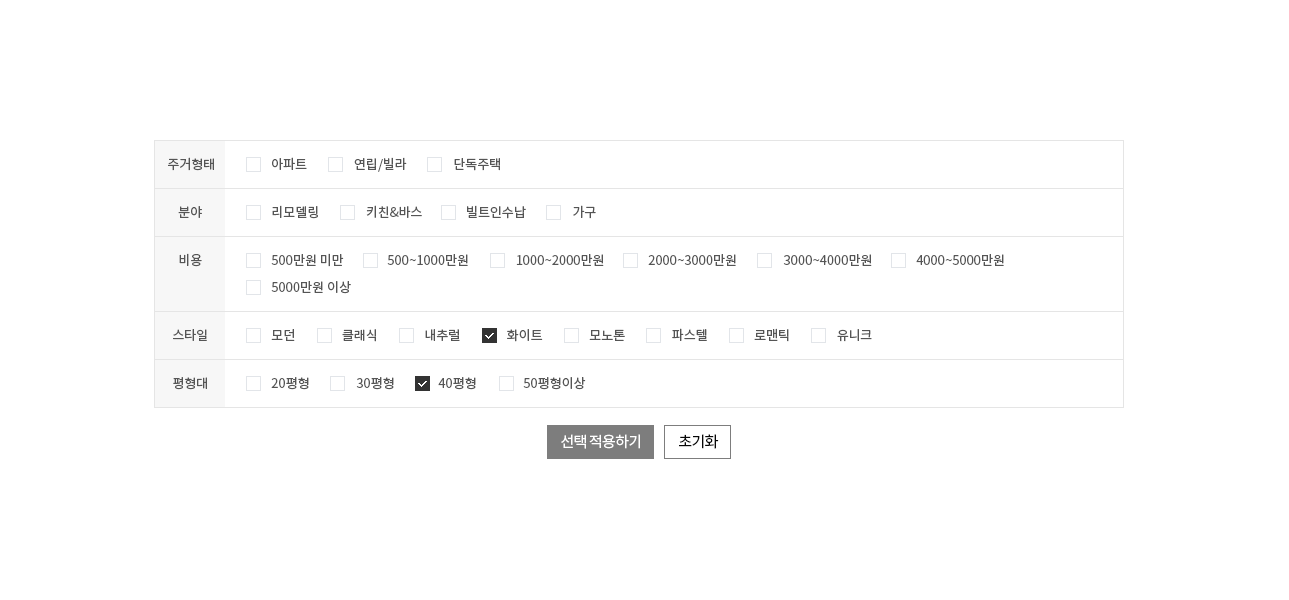 주거형태 아파트 연립/빌라 단독주택
분야 리모델링 키친&바스 빌트인수납 가구
비용 500만원 미만 500~1000만원 1000~2000만원 2000~3000만원 3000~4000만원 4000~5000만원
5000만원 이상
스타일 모던 클래식 내추럴 화이트 모노톤 파스텔 로맨틱 유니크
평형대 20평형 30평형 40평형 50평형이상
선택 적용하기 초기화